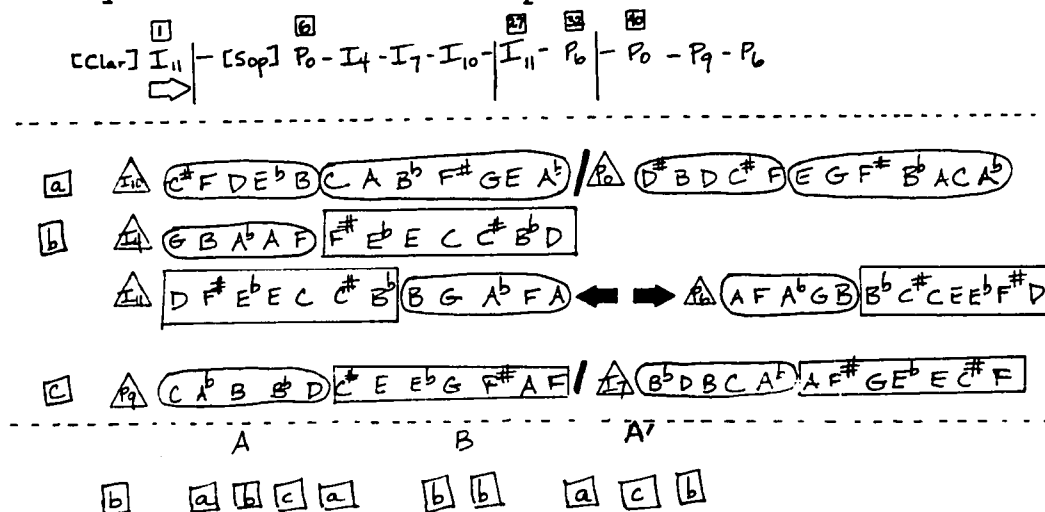 1 6 27 32 40
[Clar] I11 - [Sop] P0 - I4 - I7 - I10 - I11 - P6 - P0 - P9 - P6
a I10 C# F D E♭ B C A B♭ F# G E A♭ / P0 D# B D C# F E G F# B♭ A C A♭
b I4 G B A♭ A F F# E♭ E C C# B♭ D
I11 D F# E♭ E C C# B♭ B G A♭ F A P6 A F A♭ G B B♭ C# C E E♭ F# D
c P9 C A♭ B B♭ D C# E E♭ G F# A F / I7 B♭ D B C A♭ A F# G E♭ E C# F
A B A'
b a b c a b b a c b